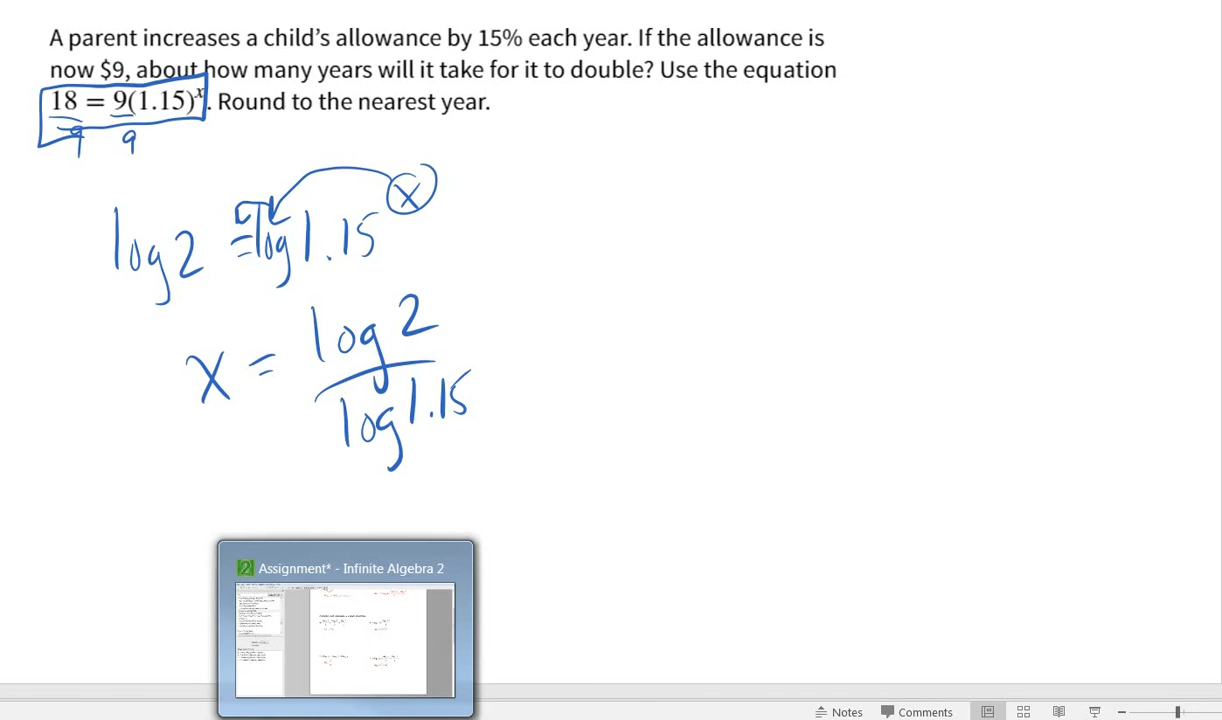 A parent increases a child's allowance by 15% each year. If the allowance is
now $9, about how many years will it take for it to double? Use the equation
18 = 9(1.15)^x. Round to the nearest year.
9 9
log 2 = log 1.15^x
x = log 2 / log 1.15
2 Assignment* - Infinite Algebra 2
Notes Comments